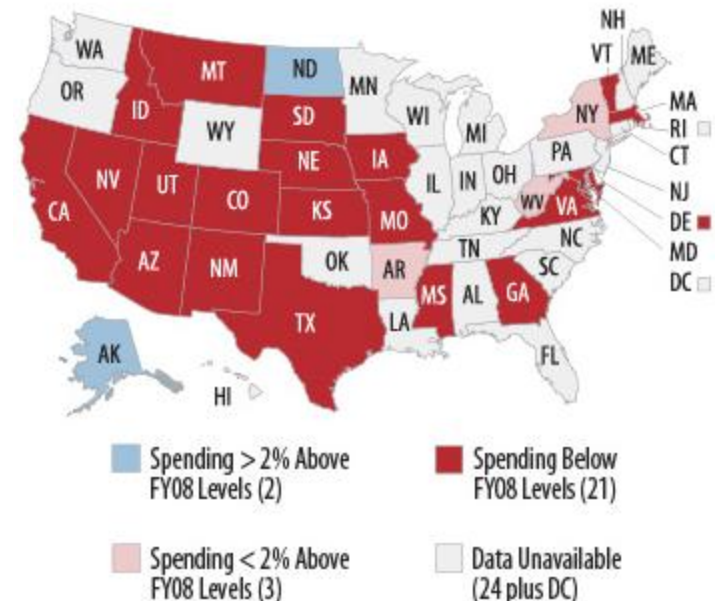 NH
VT
ME
WA
MT
ND
MN
OR
ID
SD
WI
NY
MA
WY
MI
RI
CT
NE
IA
PA
NV
UT
CO
IL
IN
OH
NJ
CA
KS
MO
WV
VA
DE
KY
MD
NC
AZ
NM
OK
AR
TN
SC
DC
MS
AL
GA
TX
LA
FL
AK
HI
Spending > 2% Above
FY08 Levels (2)
Spending Below
FY08 Levels (21)
Spending < 2% Above
FY08 Levels (3)
Data Unavailable
(24 plus DC)